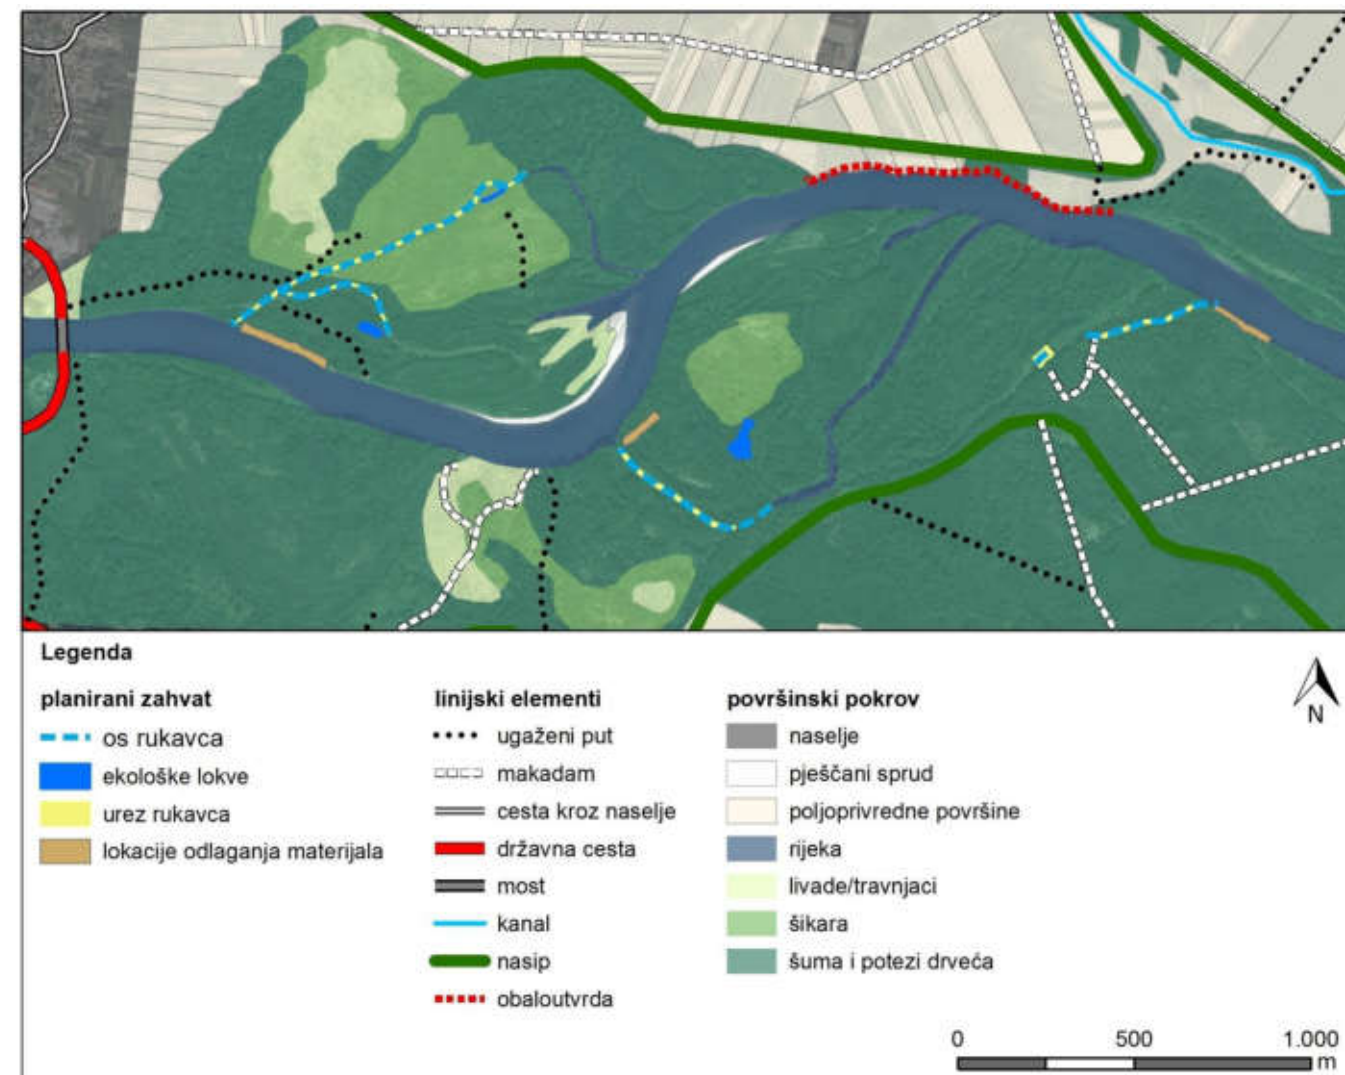 Legenda
planirani zahvat
os rukavca
ekološke lokve
urez rukavca
lokacije odlaganja materijala
linijski elementi
ugaženi put
makadam
cesta kroz naselje
državna cesta
most
kanal
nasip
obaloutvrda
površinski pokrov
naselje
pješčani sprud
poljoprivredne površine
rijeka
livade/travnjaci
šikara
šuma i potezi drveća
N
0 500 1.000
m